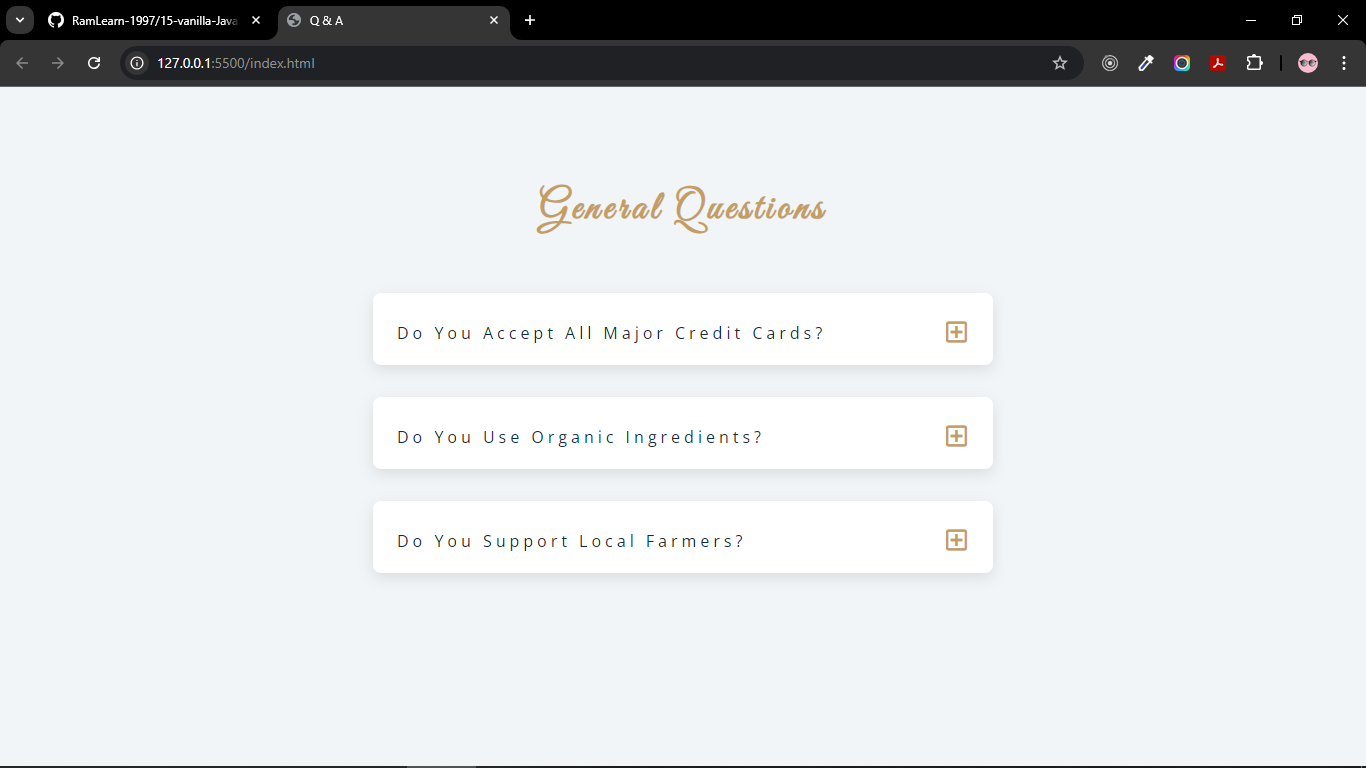 RamLearn-1997/15-vanilla-Java
Q & A
127.0.0.1:5500/index.html
General Questions
Do You Accept All Major Credit Cards?
Do You Use Organic Ingredients?
Do You Support Local Farmers?